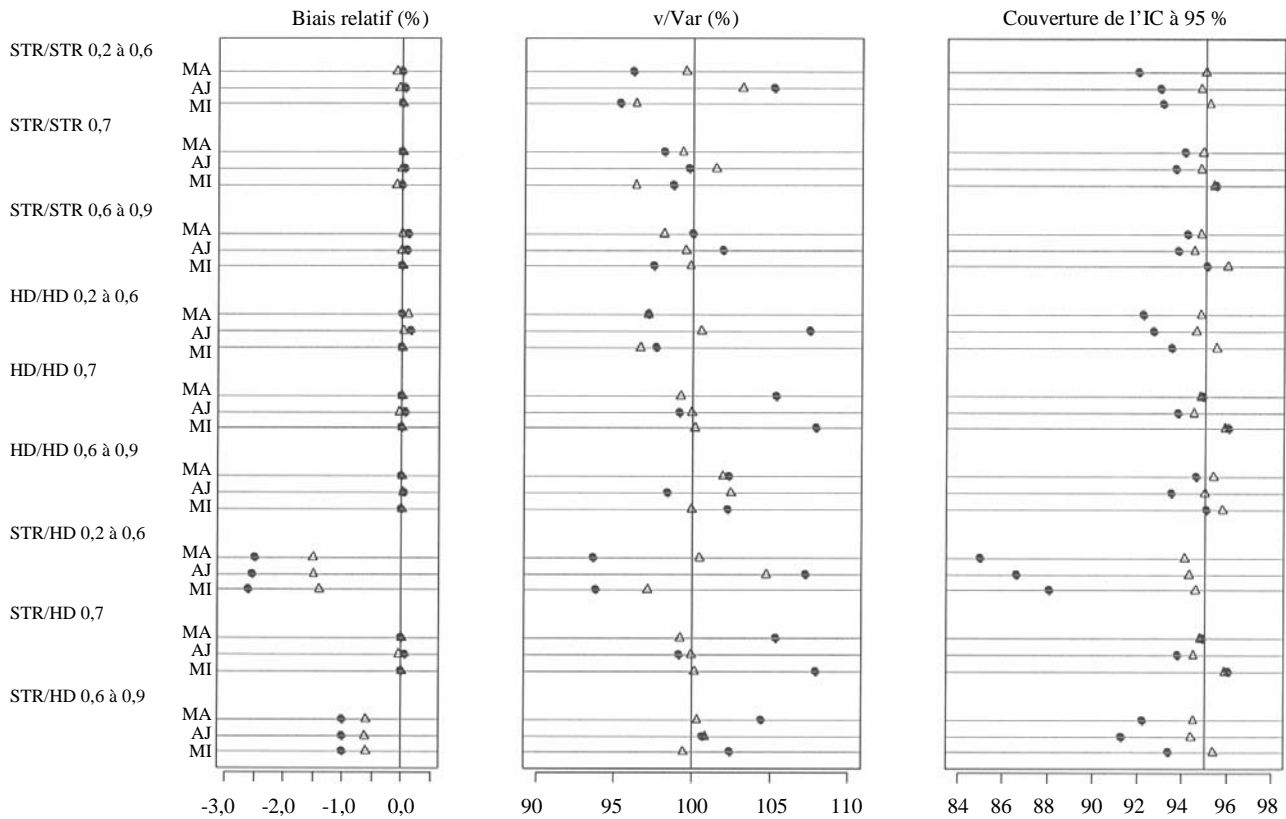 Biais relatif (%) v/Var (%) Couverture de l’IC à 95 %
STR/STR 0,2 à 0,6
MA
AJ
MI
STR/STR 0,7
MA
AJ
MI
STR/STR 0,6 à 0,9
MA
AJ
MI
HD/HD 0,2 à 0,6
MA
AJ
MI
HD/HD 0,7
MA
AJ
MI
HD/HD 0,6 à 0,9
MA
AJ
MI
STR/HD 0,2 à 0,6
MA
AJ
MI
STR/HD 0,7
MA
AJ
MI
STR/HD 0,6 à 0,9
MA
AJ
MI
-3,0 -2,0 -1,0 0,0 90 95 100 105 110 84 86 88 90 92 94 96 98